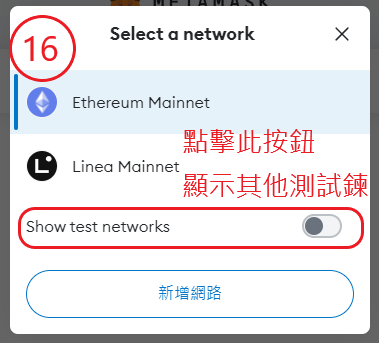 METAMASK
16
Select a network
Ethereum Mainnet
點擊此按鈕
Linea Mainnet
顯示其他測試鍊
Show test networks
新增網路